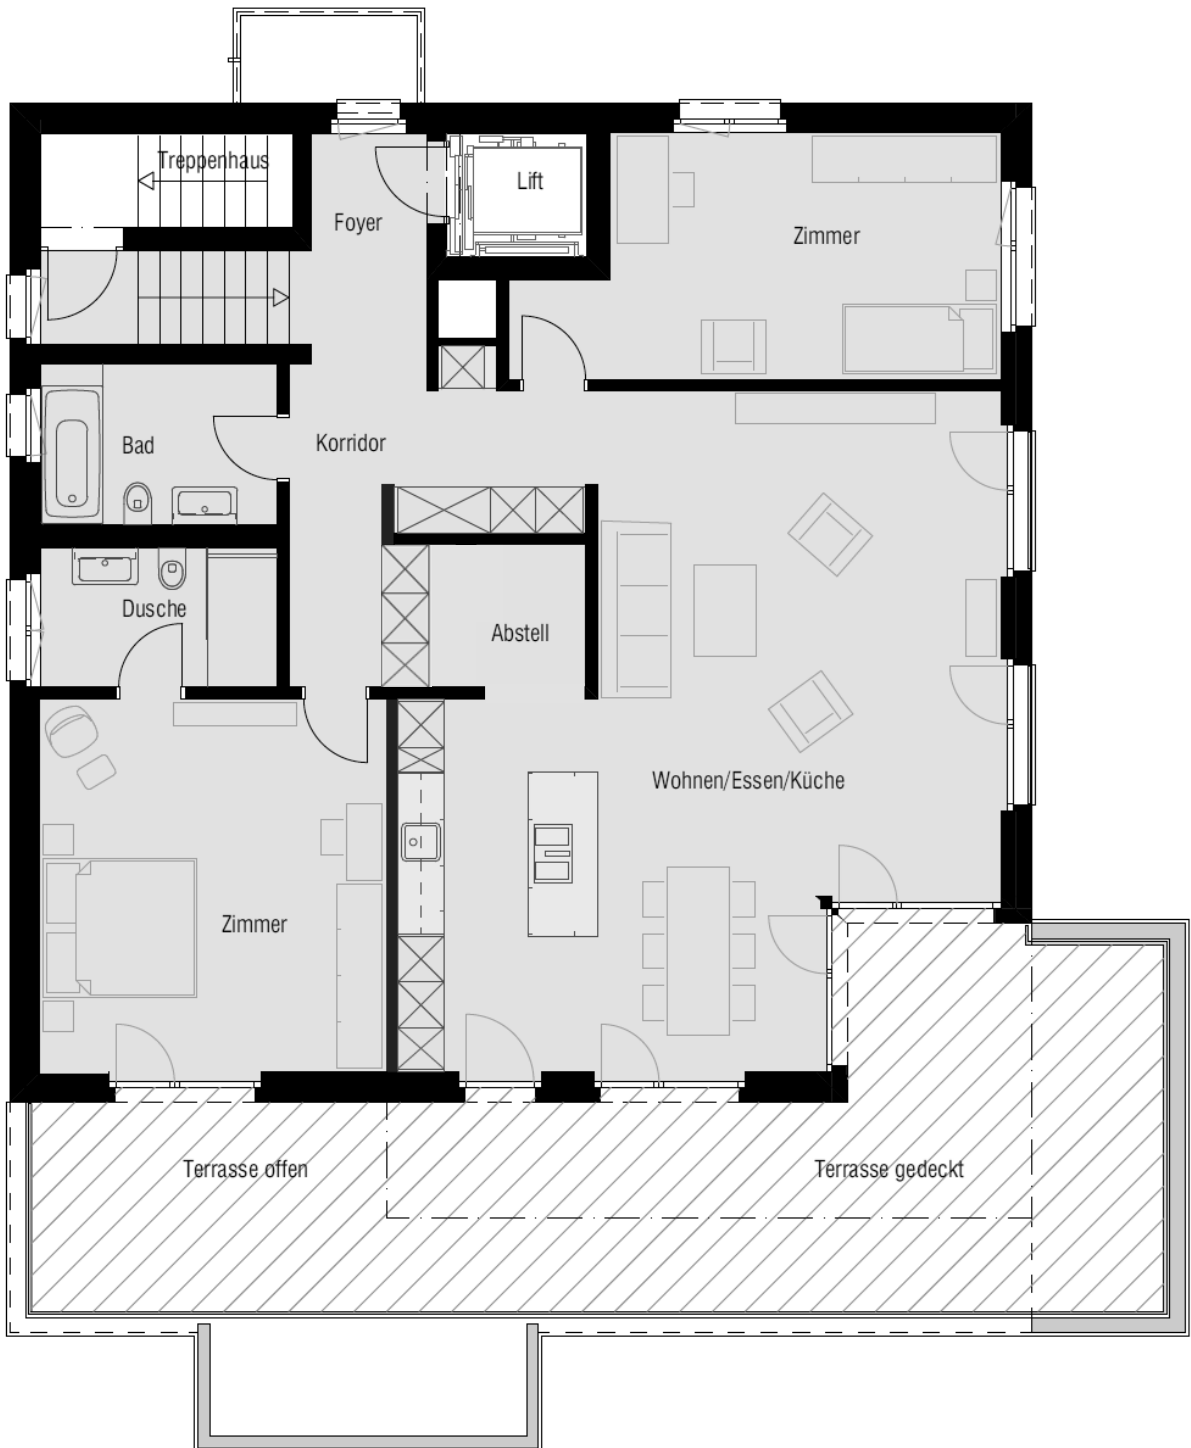 Treppenhaus
Lift
Foyer
Zimmer
Bad
Korridor
Dusche
Abstell
Wohnen/Essen/Küche
Zimmer
Terrasse offen
Terrasse gedeckt